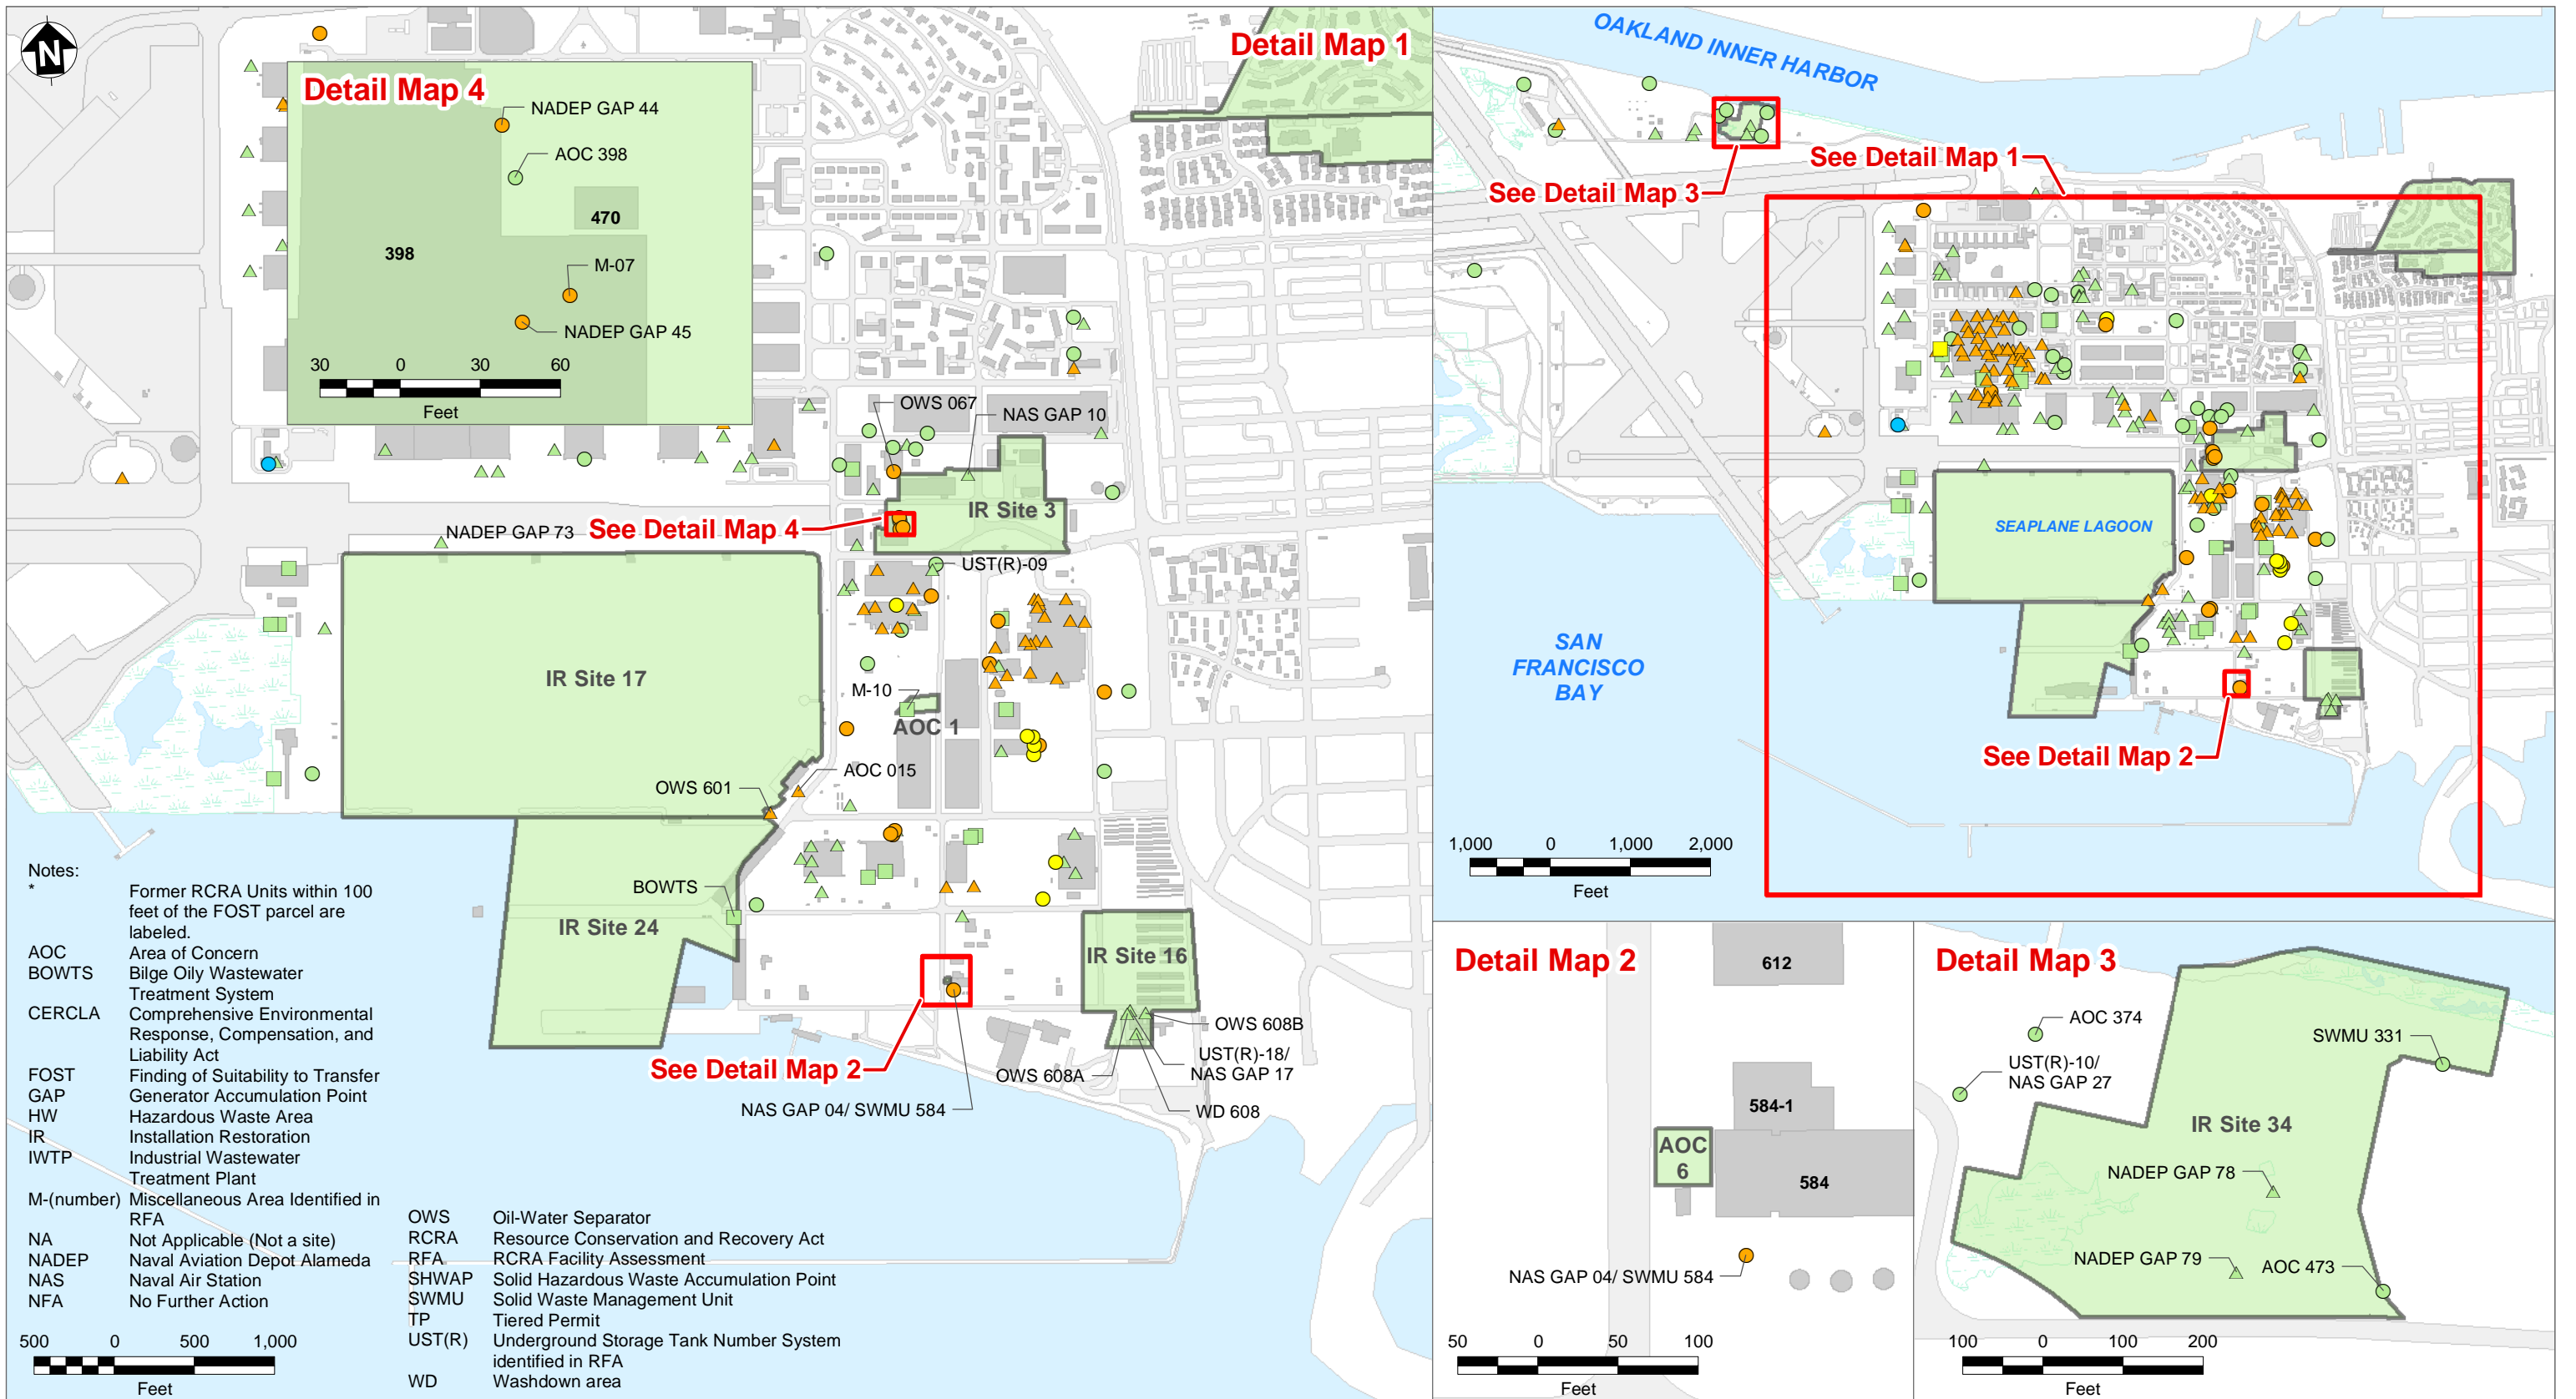 N
Detail Map 4
NADEP GAP 44
AOC 398
470
398
M-07
NADEP GAP 45
30 0 30 60
Feet
Detail Map 1
OWS 067
NAS GAP 10
IR Site 3
See Detail Map 4
NADEP GAP 73
UST(R)-09
IR Site 17
M-10
AOC 1
AOC 015
OWS 601
BOWTS
IR Site 24
IR Site 16
See Detail Map 2
OWS 608B
UST(R)-18/
NAS GAP 17
OWS 608A
WD 608
NAS GAP 04/ SWMU 584
Notes:
* Former RCRA Units within 100
feet of the FOST parcel are
labeled.
AOC Area of Concern
BOWTS Bilge Oily Wastewater
Treatment System
CERCLA Comprehensive Environmental
Response, Compensation, and
Liability Act
FOST Finding of Suitability to Transfer
GAP Generator Accumulation Point
HW Hazardous Waste Area
IR Installation Restoration
IWTP Industrial Wastewater
Treatment Plant
M-(number) Miscellaneous Area Identified in
RFA
NA Not Applicable (Not a site)
NADEP Naval Aviation Depot Alameda
NAS Naval Air Station
NFA No Further Action
OWS Oil-Water Separator
RCRA Resource Conservation and Recovery Act
RFA RCRA Facility Assessment
SHWAP Solid Hazardous Waste Accumulation Point
SWMU Solid Waste Management Unit
TP Tiered Permit
UST(R) Underground Storage Tank Number System
identified in RFA
WD Washdown area
500 0 500 1,000
Feet
OAKLAND INNER HARBOR
See Detail Map 1
See Detail Map 3
SEAPLANE LAGOON
SAN
FRANCISCO
BAY
See Detail Map 2
1,000 0 1,000 2,000
Feet
Detail Map 2
612
584-1
AOC
6
584
NAS GAP 04/ SWMU 584
50 0 50 100
Feet
Detail Map 3
AOC 374
SWMU 331
UST(R)-10/
NAS GAP 27
IR Site 34
NADEP GAP 78
NADEP GAP 79
AOC 473
100 0 100 200
Feet